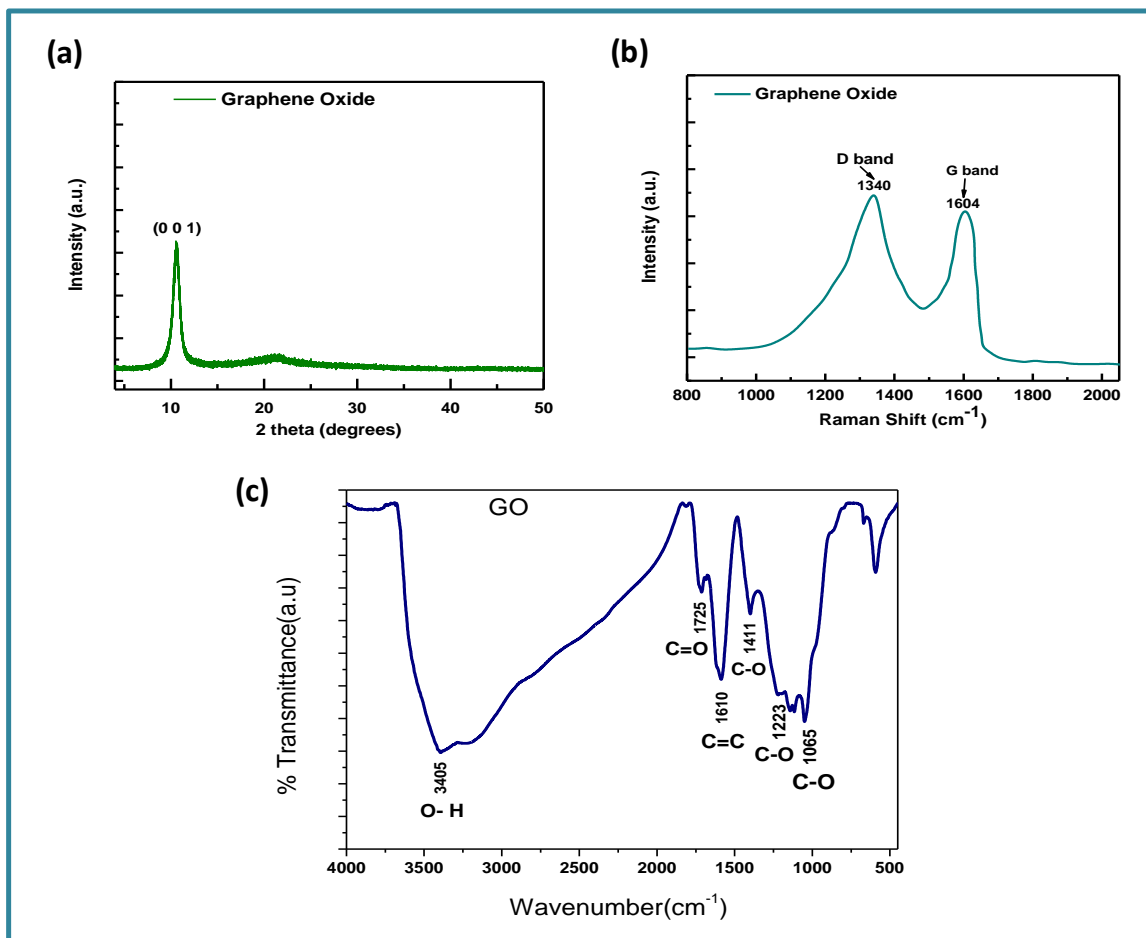 (a)
Graphene Oxide
(0 0 1)
Intensity (a.u.)
10 20 30 40 50
2 theta (degrees)
(b)
Graphene Oxide
D band
1340
G band
1604
Intensity (a.u.)
800 1000 1200 1400 1600 1800 2000
Raman Shift (cm-1)
(c)
GO
1725
C=O
1411
C-O
1610
C=C
1223
C-O
1065
C-O
3405
O- H
% Transmittance(a.u)
4000 3500 3000 2500 2000 1500 1000 500
Wavenumber(cm-1)